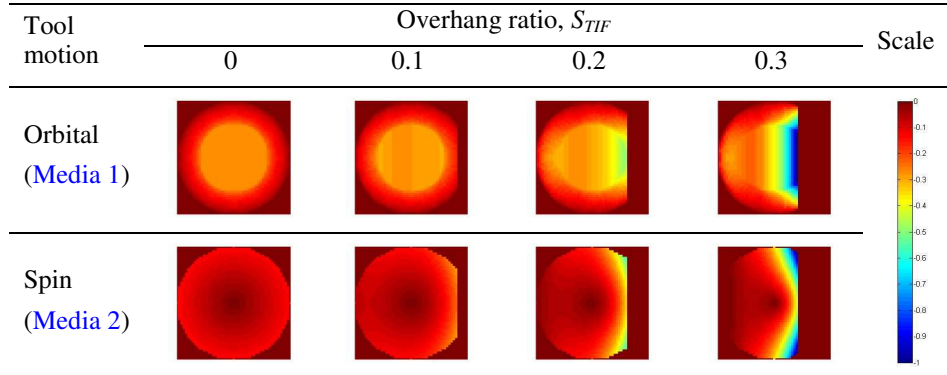 Tool motion
Overhang ratio, S_TIF
Scale
0
0.1
0.2
0.3
Orbital
(Media 1)
Spin
(Media 2)
0
-0.1
-0.2
-0.3
-0.4
-0.5
-0.6
-0.7
-0.8
-0.9
-1